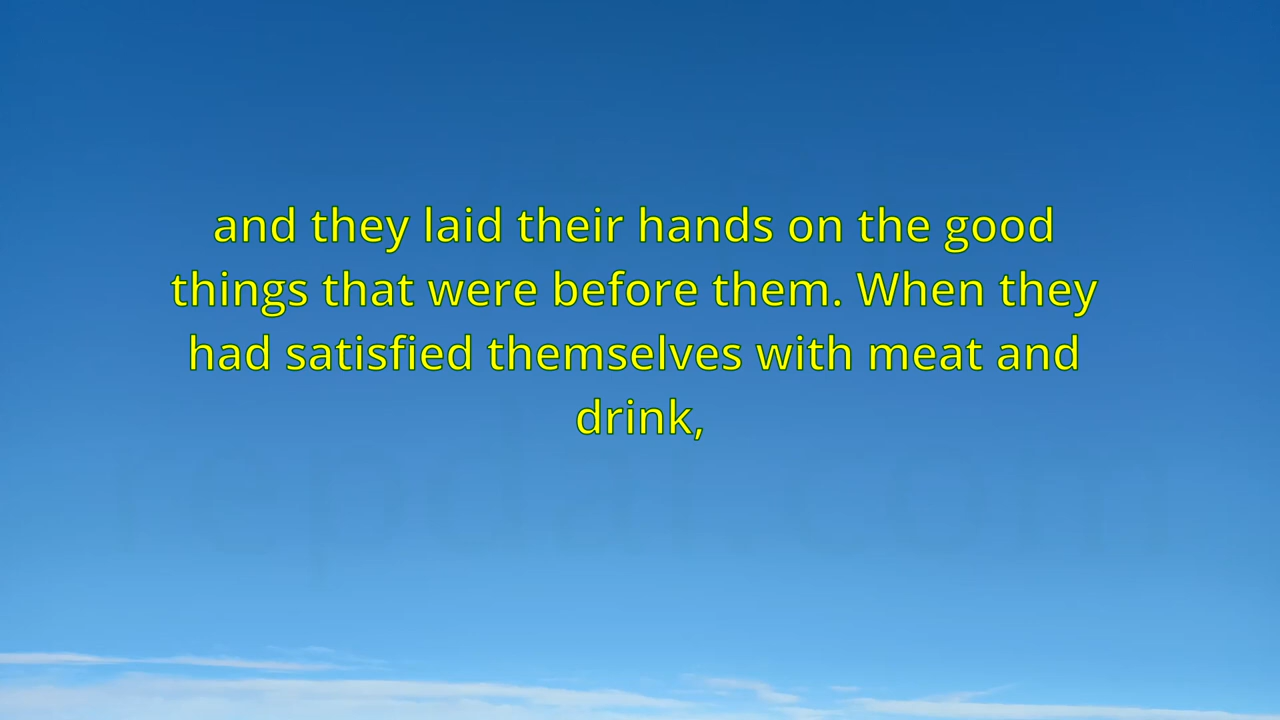 and they laid their hands on the good
things that were before them. When they
had satisfied themselves with meat and
drink,